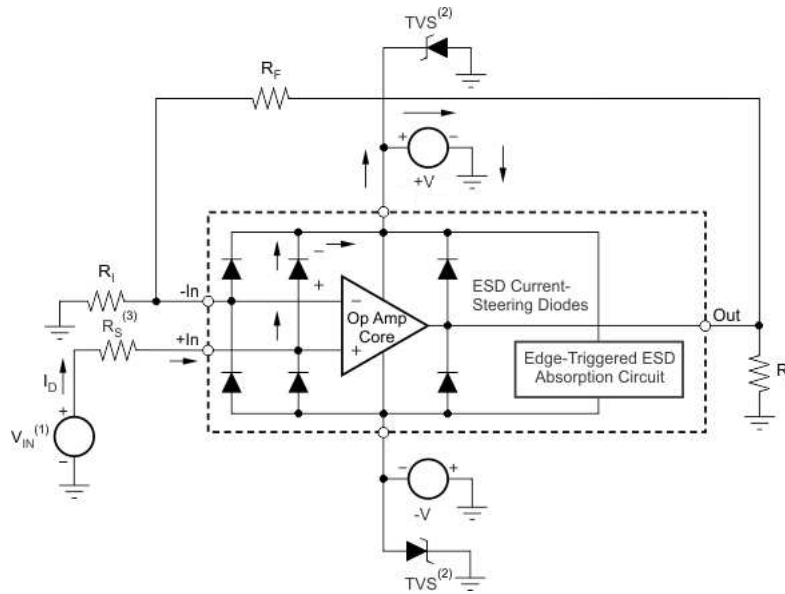 TVS(2)
RF
+ −
+V
RI
-In
−
+
ESD Current-
Steering Diodes
−
Op Amp
Core
+
Out
RS(3)
+In
Edge-Triggered ESD
Absorption Circuit
ID
R
+
VIN(1)
−
− +
-V
TVS(2)